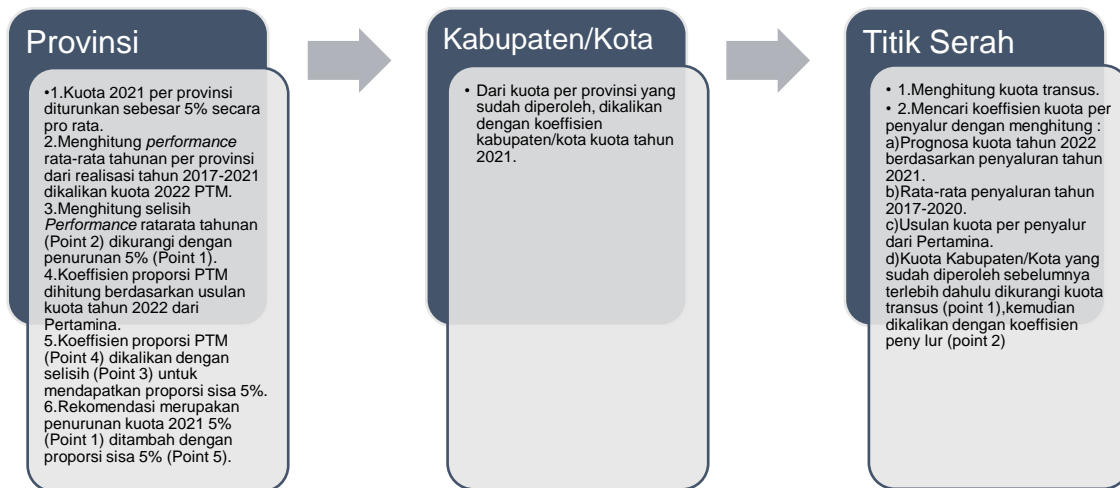 Provinsi
•1.Kuota 2021 per provinsi
diturunkan sebesar 5% secara
pro rata.
2.Menghitung performance
rata-rata tahunan per provinsi
dari realisasi tahun 2017-2021
dikalikan kuota 2022 PTM.
3.Menghitung selisih
Performance ratarata tahunan
(Point 2) dikurangi dengan
penurunan 5% (Point 1).
4.Koeffisien proporsi PTM
dihitung berdasarkan usulan
kuota tahun 2022 dari
Pertamina.
5.Koeffisien proporsi PTM
(Point 4) dikalikan dengan
selisih (Point 3) untuk
mendapatkan proporsi sisa 5%.
6.Rekomendasi merupakan
penurunan kuota 2021 5%
(Point 1) ditambah dengan
proporsi sisa 5% (Point 5).
Kabupaten/Kota
• Dari kuota per provinsi yang
sudah diperoleh, dikalikan
dengan koeffisien
kabupaten/kota kuota tahun
2021.
Titik Serah
• 1.Menghitung kuota transus.
• 2.Mencari koeffisien kuota per
penyalur dengan menghitung :
a)Prognosa kuota tahun 2022
berdasarkan penyaluran tahun
2021.
b)Rata-rata penyaluran tahun
2017-2020.
c)Usulan kuota per penyalur
dari Pertamina.
d)Kuota Kabupaten/Kota yang
sudah diperoleh sebelumnya
terlebih dahulu dikurangi kuota
transus (point 1),kemudian
dikalikan dengan koeffisien
peny lur (point 2)